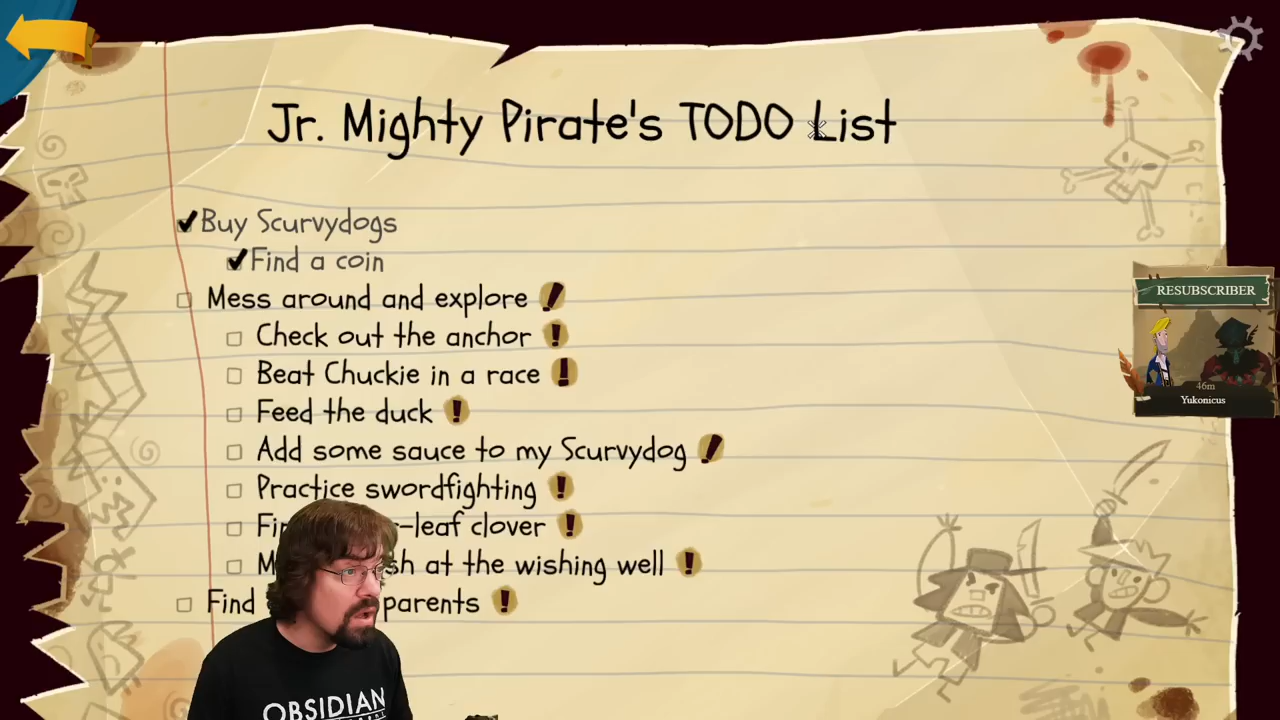 Jr. Mighty Pirate's TODO List
Buy Scurvydogs
Find a coin
Mess around and explore
Check out the anchor
Beat Chuckie in a race
Feed the duck
Add some sauce to my Scurvydog
Practice swordfighting
-leaf clover
at the wishing well
Find parents
RESUBSCRIBER
46m
Yukonicus
OBSIDIAN